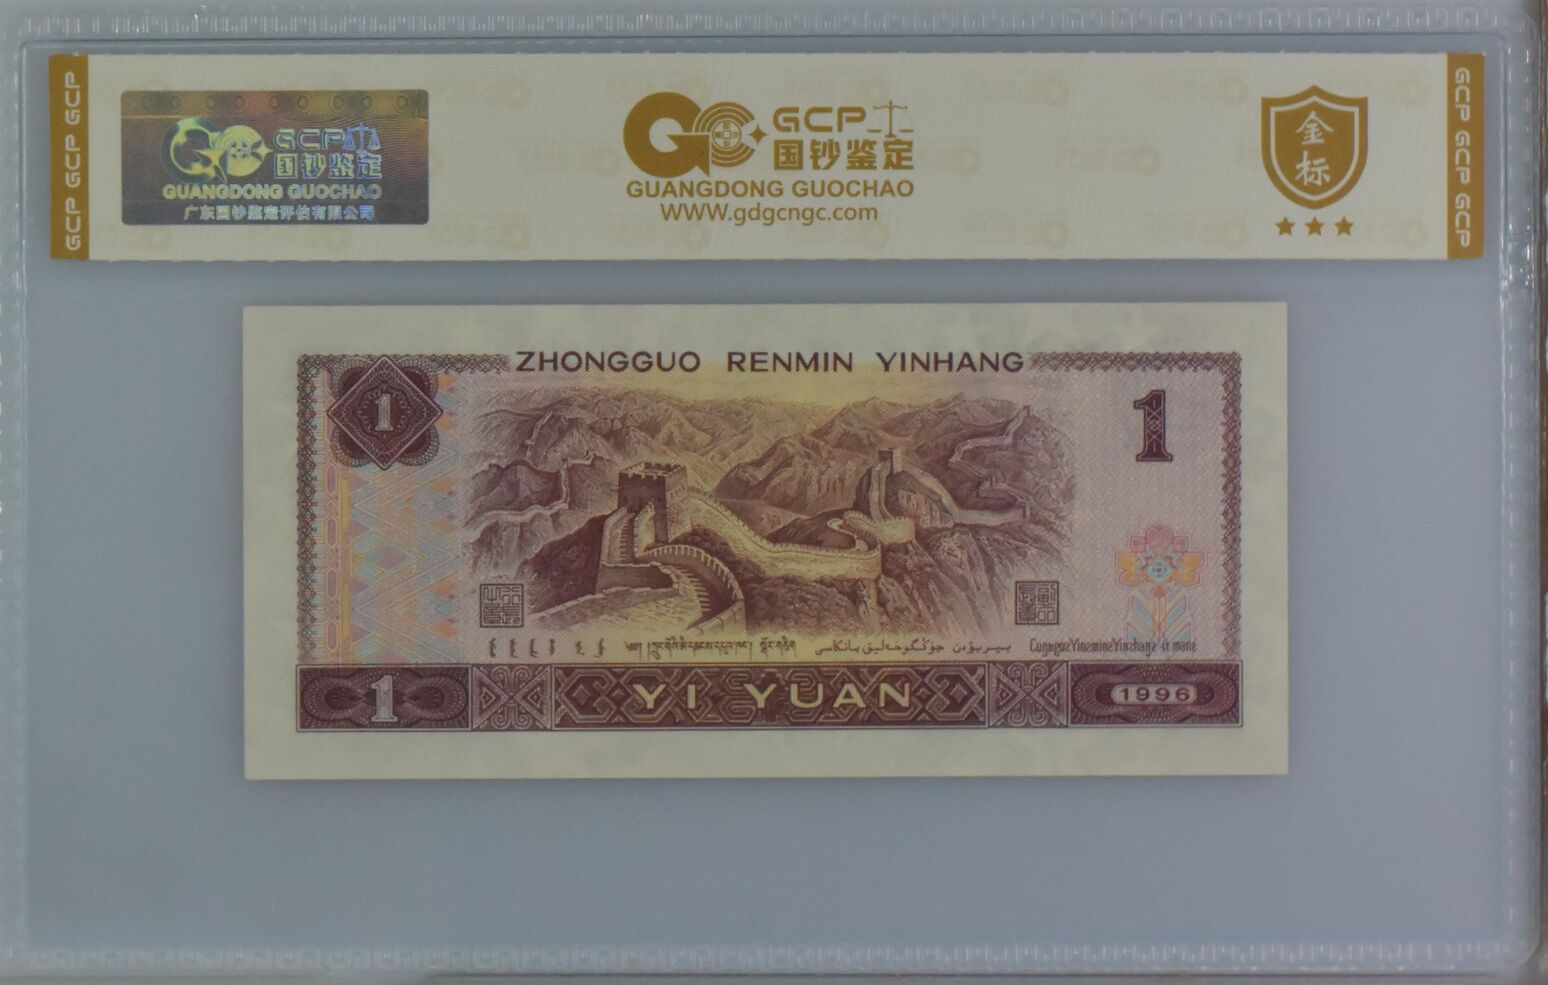 GCP GCP GCP
GCP
国钞鉴定
GUANGDONG GUOCHAO
广东国钞鉴定评估有限公司
GCP
国钞鉴定
GUANGDONG GUOCHAO
WWW.gdgcngc.com
金
标
GCP GCP GCP
ZHONGGUO RENMIN YINHANG
1
1
1
YI YUAN
1996